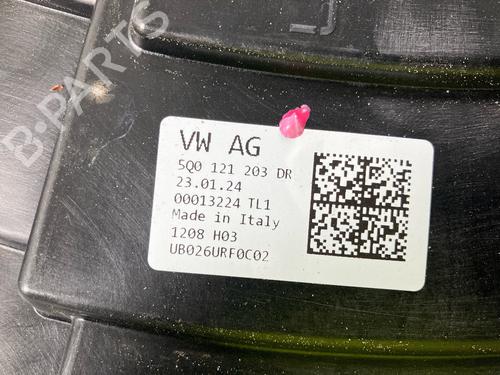 B-PARTS
VW AG
5Q0 121 203 DR
23.01.24
00013224 TL1
Made in Italy
1208 H03
UB026URF0C02